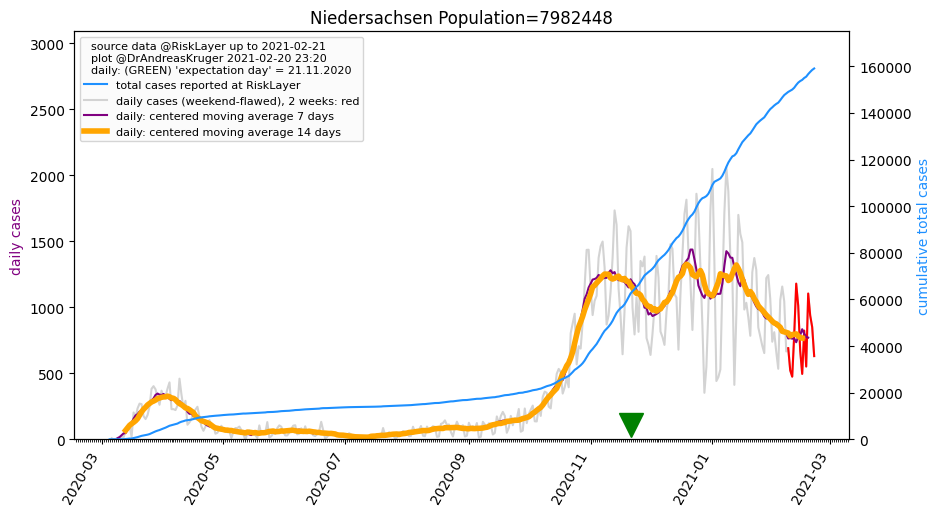 Niedersachsen Population=7982448
source data @RiskLayer up to 2021-02-21
plot @DrAndreasKruger 2021-02-20 23:20
daily: (GREEN) 'expectation day' = 21.11.2020
total cases reported at RiskLayer
daily cases (weekend-flawed), 2 weeks: red
daily: centered moving average 7 days
daily: centered moving average 14 days
daily cases
3000
2500
2000
1500
1000
500
0
cumulative total cases
160000
140000
120000
100000
80000
60000
40000
20000
0
2020-03
2020-05
2020-07
2020-09
2020-11
2021-01
2021-03